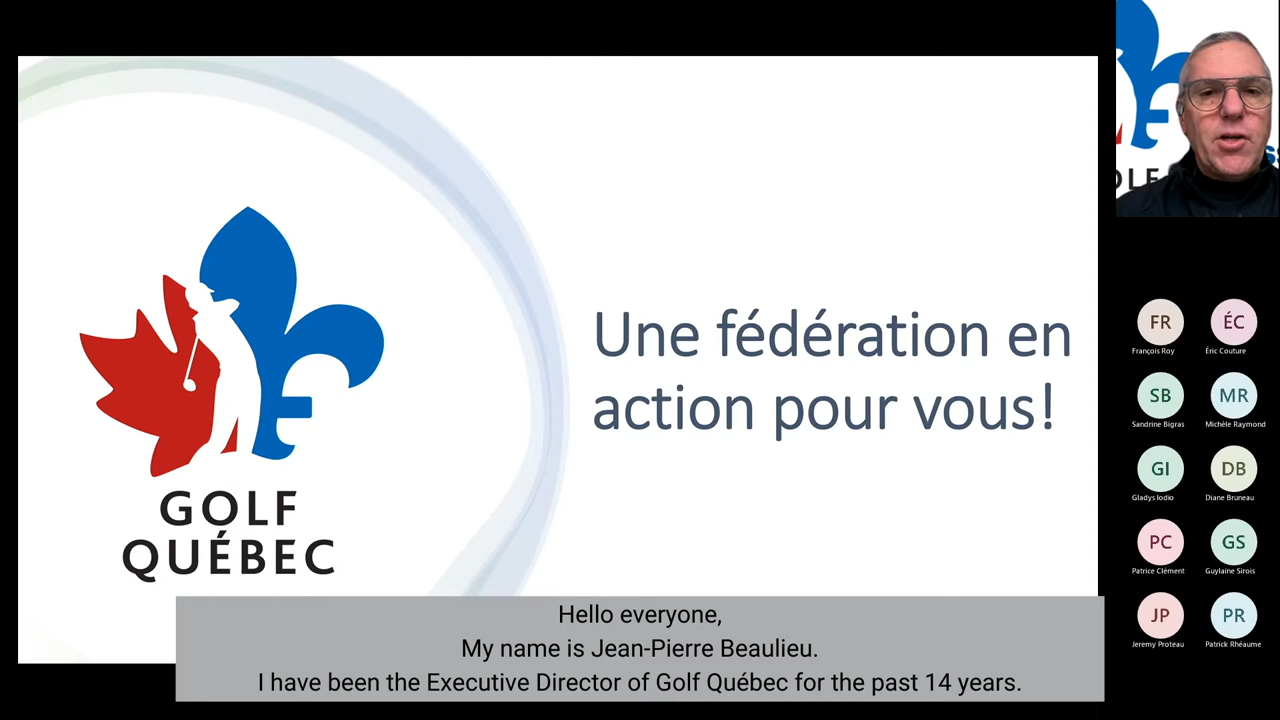 GOLF
QUÉBEC
Une fédération en
action pour vous!
Hello everyone,
My name is Jean-Pierre Beaulieu.
I have been the Executive Director of Golf Québec for the past 14 years.
FR
François Roy
ÉC
Éric Couture
SB
Sandrine Bigras
MR
Michèle Raymond
GI
Gladys Iodio
DB
Diane Bruneau
PC
Patrice Clément
GS
Guylaine Sirois
JP
Jeremy Proteau
PR
Patrick Rhéaume